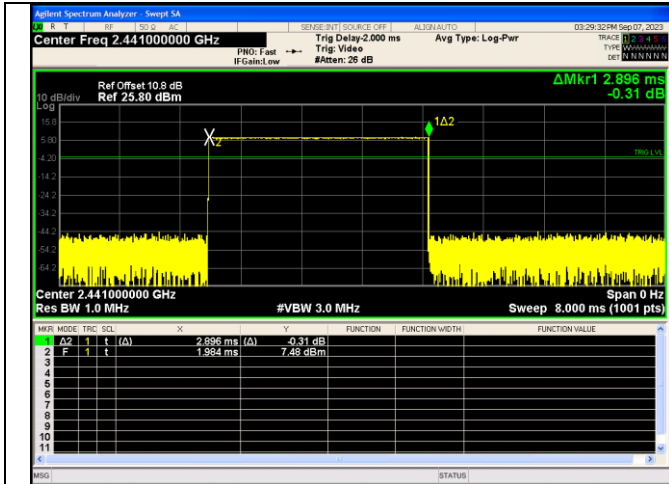 Agilent Spectrum Analyzer - Swept SA
R T RF 50 Ω AC SENSE:INT SOURCE OFF ALIGNAUTO 03:29:32 PM Sep 07, 2023
Center Freq 2.441000000 GHz PNO: Fast Trig Delay-2.000 ms Avg Type: Log-Pwr TRACE 1 2 3 4 5 6
Trig: Video TYPE W
IFGain:Low #Atten: 26 dB DET N N N N N N
ΔMkr1 2.896 ms
Ref Offset 10.8 dB
10 dB/div Ref 25.80 dBm -0.31 dB
Log
15.8
1Δ2
5.80
2
-4.20
TRIG LVL
-14.2
-24.2
-34.2
-44.2
-54.2
-64.2
Center 2.441000000 GHz Span 0 Hz
Res BW 1.0 MHz #VBW 3.0 MHz Sweep 8.000 ms (1001 pts)
MKR MODE TRC SCL X Y FUNCTION FUNCTION WIDTH FUNCTION VALUE
1 Δ2 1 t (Δ) 2.896 ms (Δ) -0.31 dB
2 F 1 t 1.984 ms 7.48 dBm
3
4
5
6
7
8
9
10
11
MSG STATUS